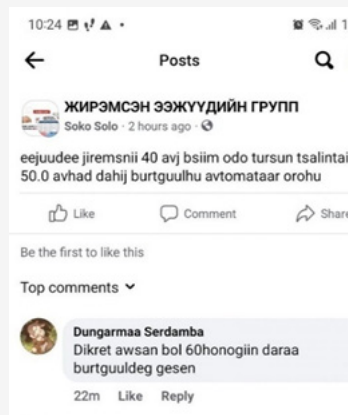 10:24
Posts
ЖИРЭМСЭН ЭЭЖҮҮДИЙН ГРУПП
Soko Solo · 2 hours ago ·
eejuudee jiremsnii 40 avj bsiim odo tursun tsalintai
50.0 avhad dahij burtguulhu avtomataar orohu
Like Comment Share
Be the first to like this
Top comments
Dungarmaa Serdamba
Dikret awsan bol 60honogiin daraa
burtguuldeg gesen
22m Like Reply